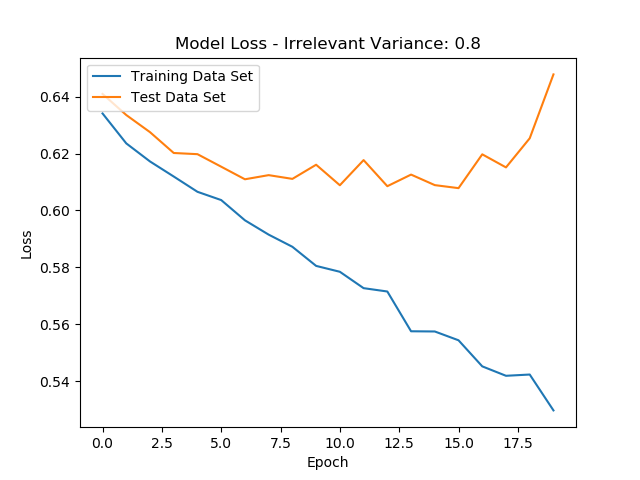 Model Loss - Irrelevant Variance: 0.8
Training Data Set
Test Data Set
0.64
0.62
0.60
0.58
0.56
0.54
Loss
0.0 2.5 5.0 7.5 10.0 12.5 15.0 17.5
Epoch